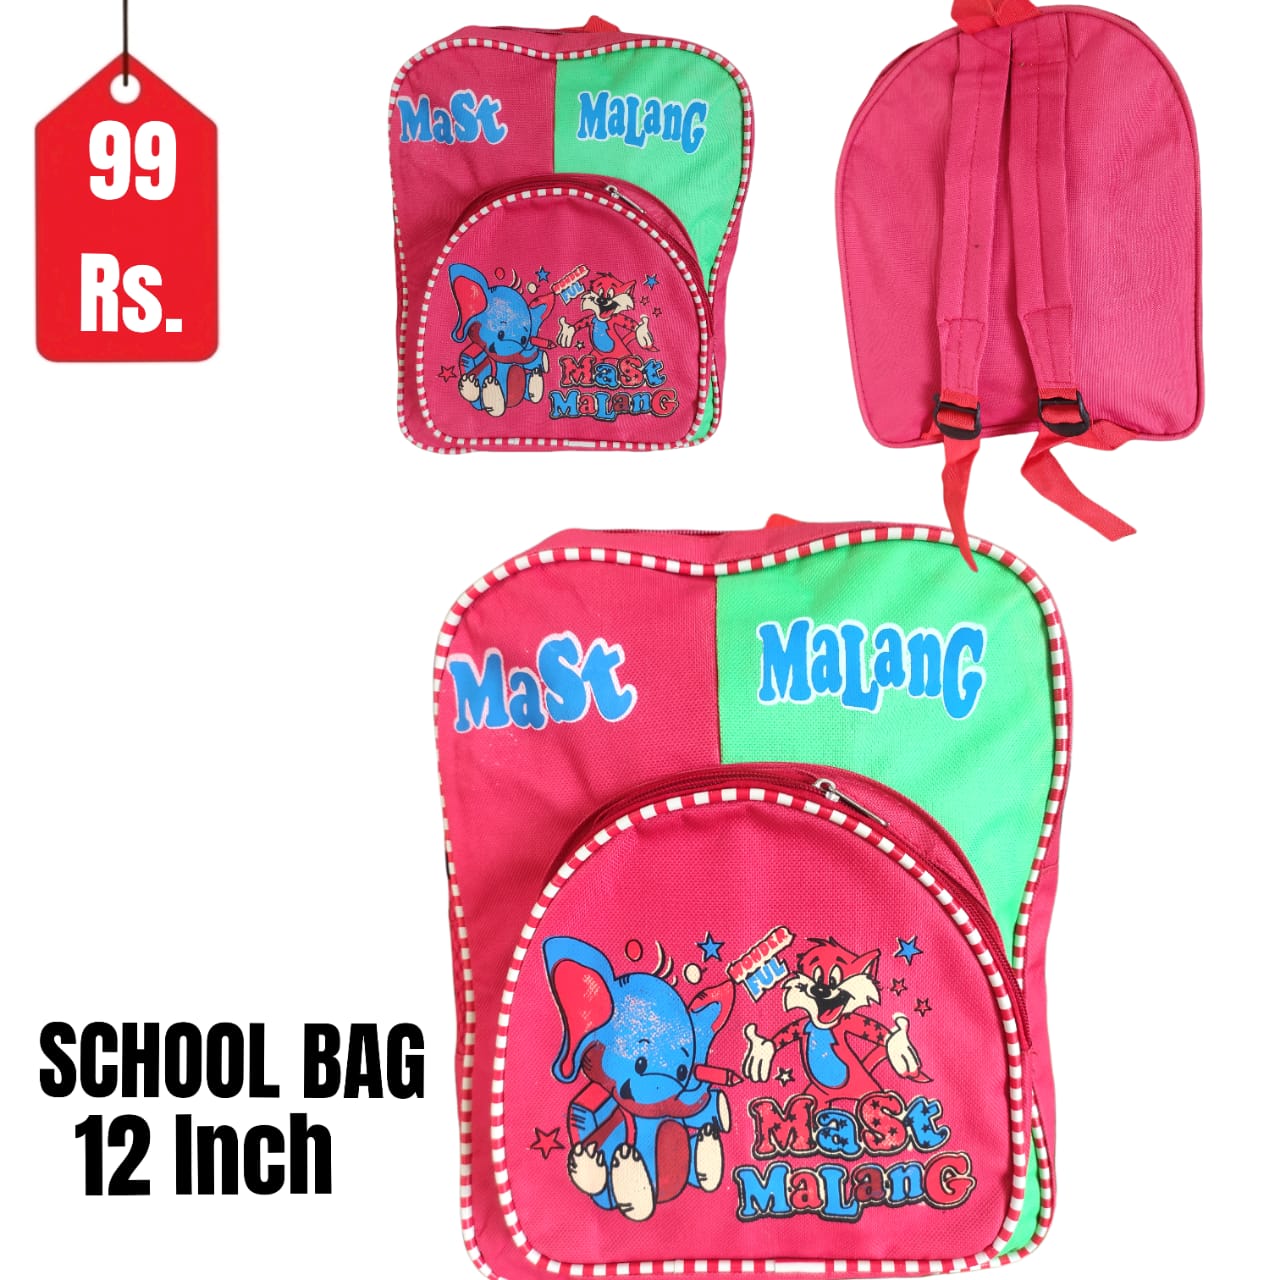 99
Rs.
MaSt MaLanG
WONDER
FUL
MaSt
MaLanG
MaSt MaLanG
WONDER
FUL
MaSt
MaLanG
SCHOOL BAG
12 Inch